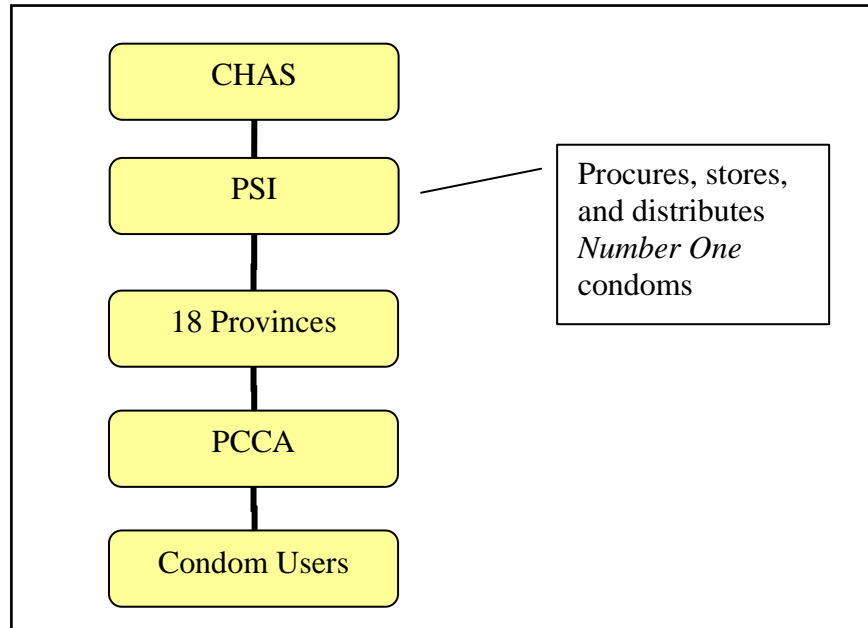 CHAS
PSI
Procures, stores,
and distributes
Number One
condoms
18 Provinces
PCCA
Condom Users